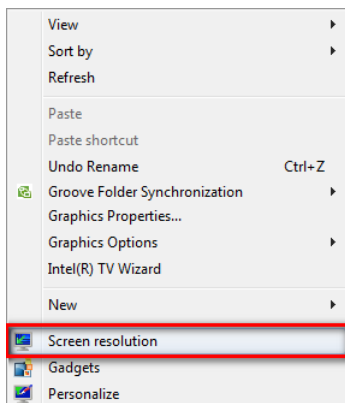 View
Sort by
Refresh
Paste
Paste shortcut
Undo Rename Ctrl+Z
Groove Folder Synchronization
Graphics Properties...
Graphics Options
Intel(R) TV Wizard
New
Screen resolution
Gadgets
Personalize